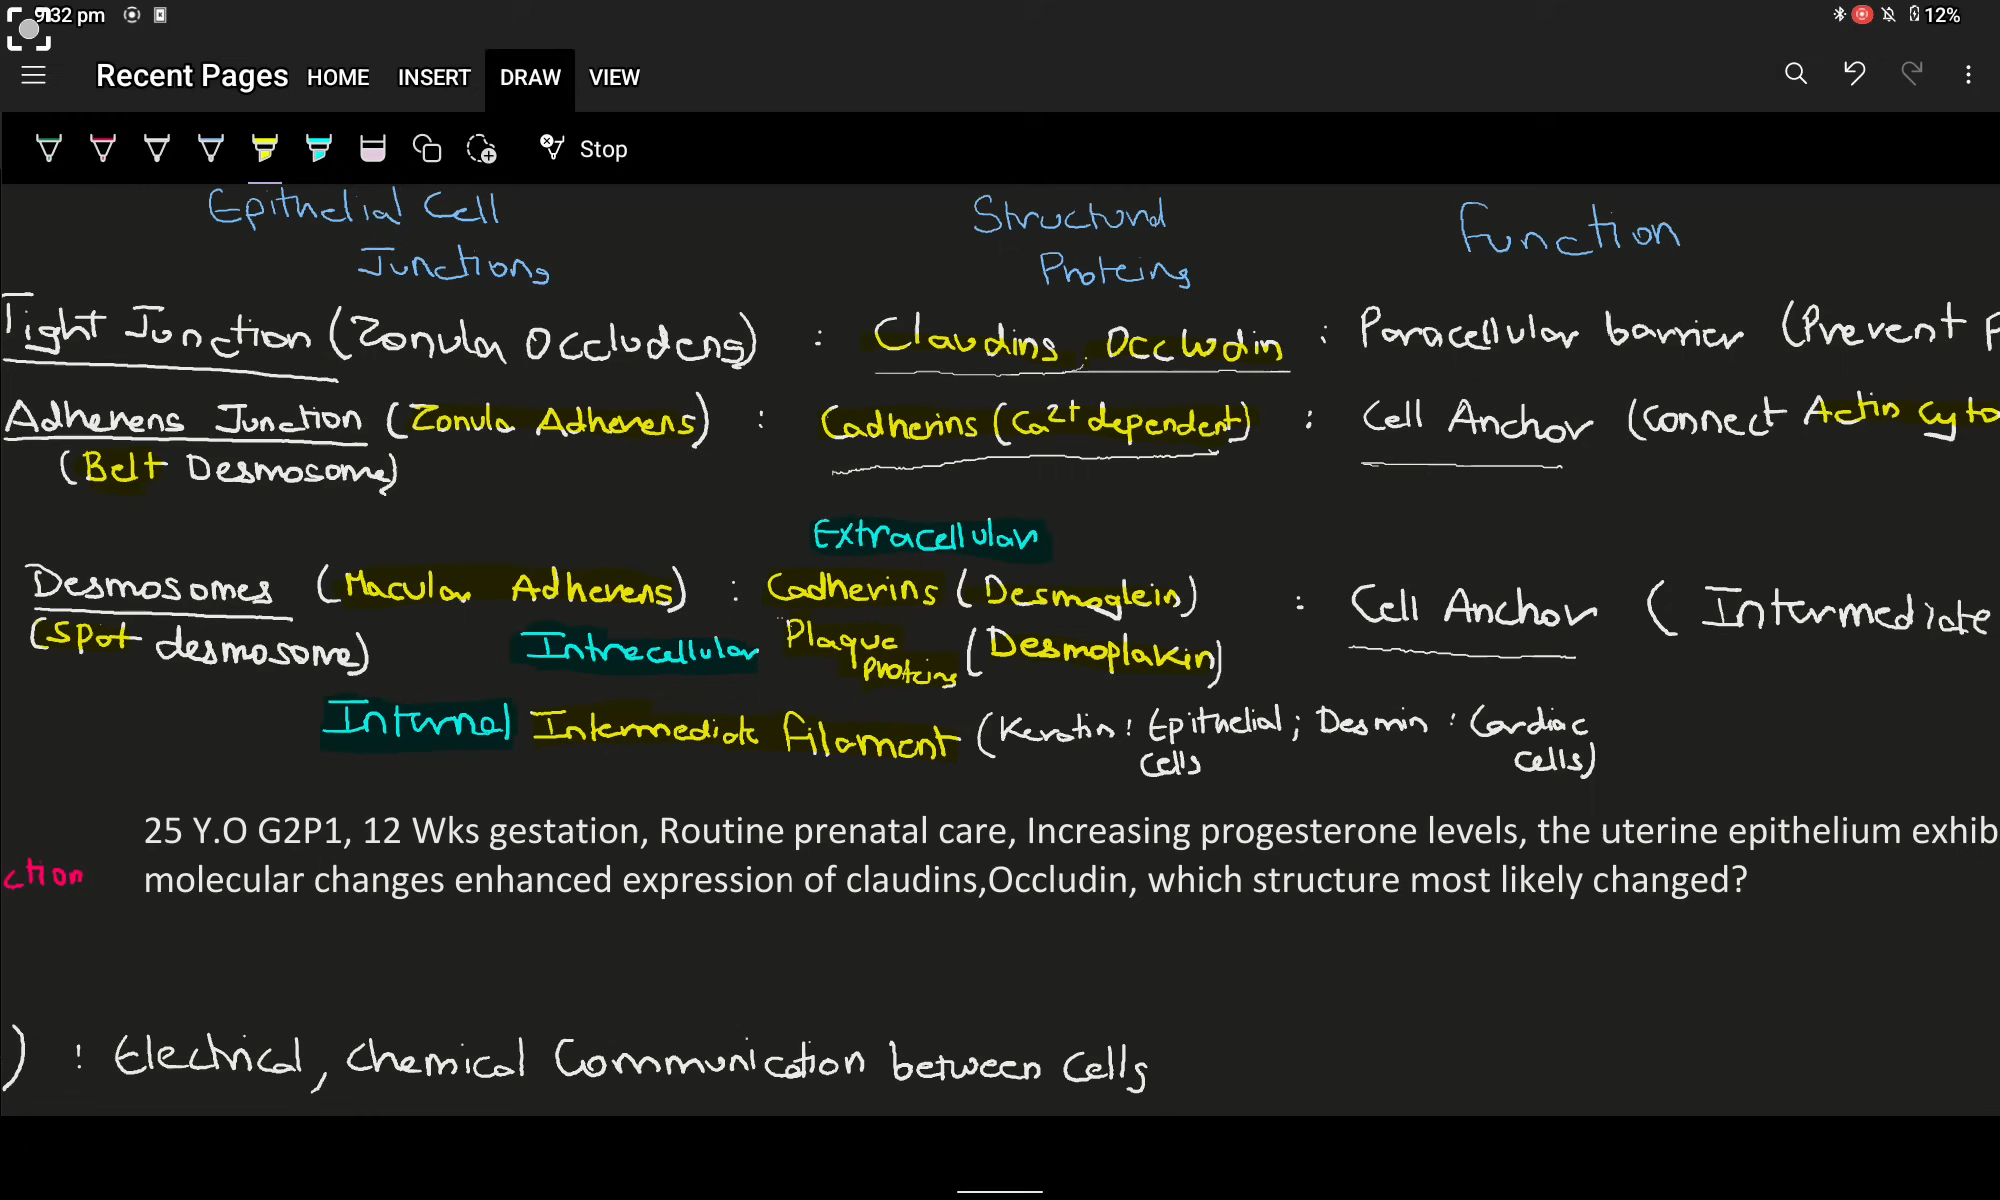 9:32 pm 12%
Recent Pages HOME INSERT DRAW VIEW
Stop
Epithelial Cell Junctions
Structural Proteins
Function
Tight Junction (Zonula Occludens) : Claudins, Occludin : Paracellular barrier (Prevent P
Adherens Junction (Zonula Adherens) : Cadherins (Ca2+ dependent) : Cell Anchor (Connect Actin Cyto
(Belt Desmosome)
Extracellular
Desmosomes (Macular Adherens) : Cadherins (Desmoglein) : Cell Anchor ( Intermediate
(Spot desmosome) Intracellular Plaque Proteins (Desmoplakin)
Internal Intermediate filament (Keratin : Epithelial Cells ; Desmin : Cardiac Cells)
25 Y.O G2P1, 12 Wks gestation, Routine prenatal care, Increasing progesterone levels, the uterine epithelium exhib
ction molecular changes enhanced expression of claudins,Occludin, which structure most likely changed?
) : Electrical, Chemical Communication between Cells